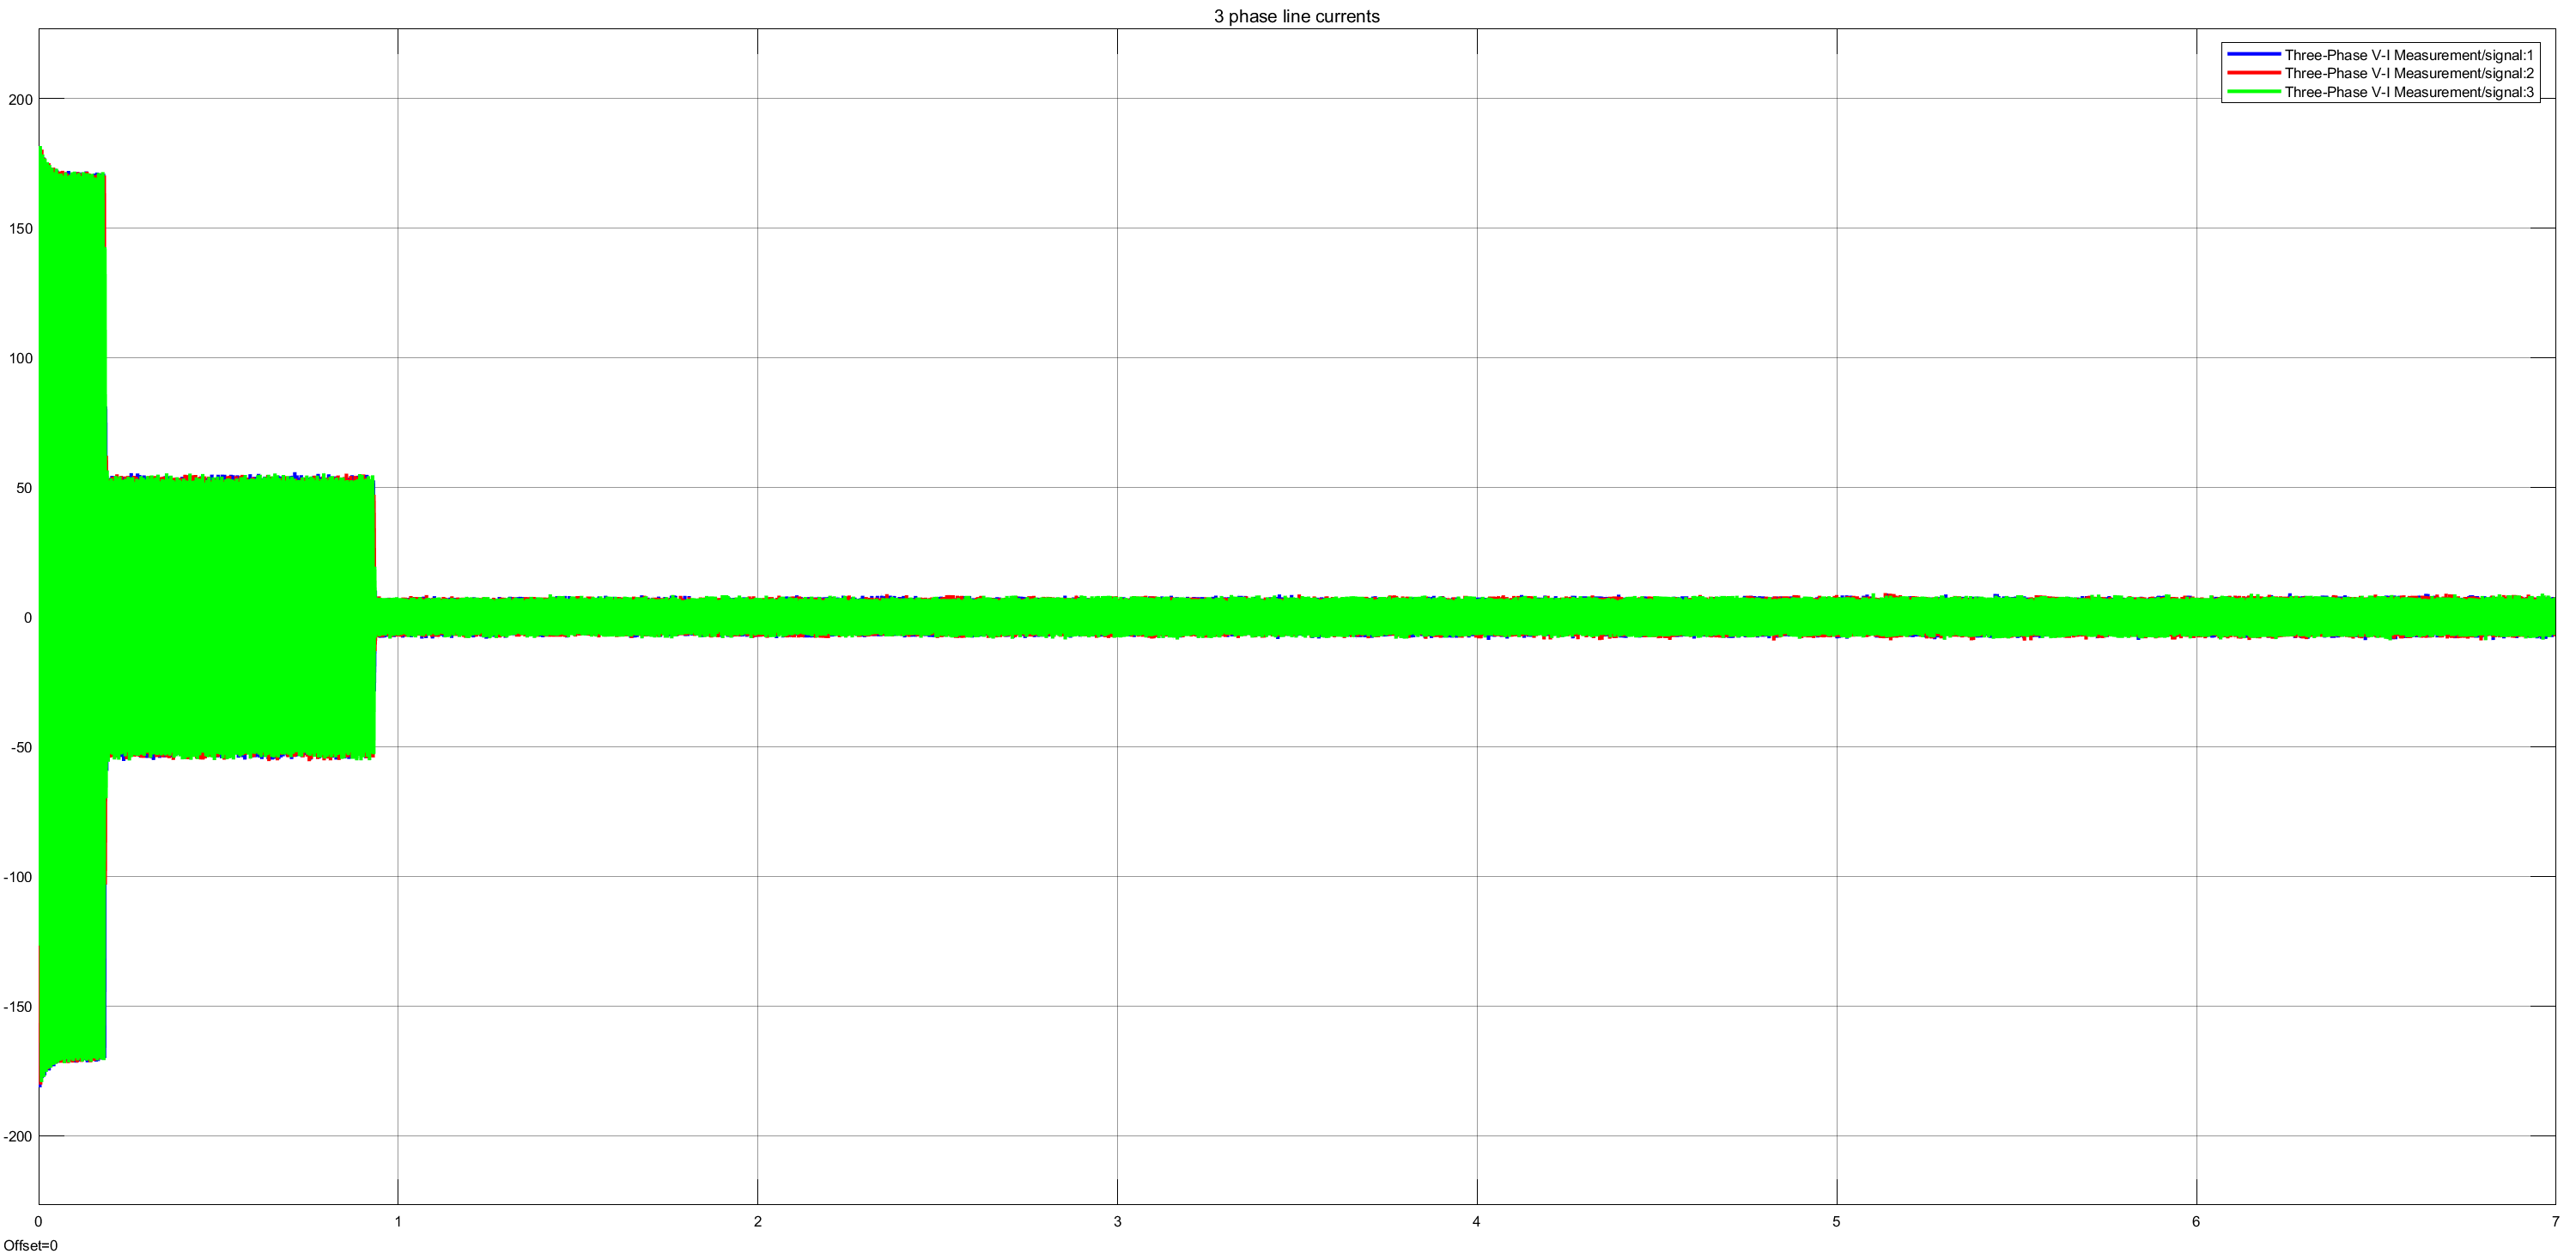 3 phase line currents
Three-Phase V-I Measurement/signal:1
Three-Phase V-I Measurement/signal:2
Three-Phase V-I Measurement/signal:3
200
150
100
50
0
-50
-100
-150
-200
0 1 2 3 4 5 6 7
Offset=0